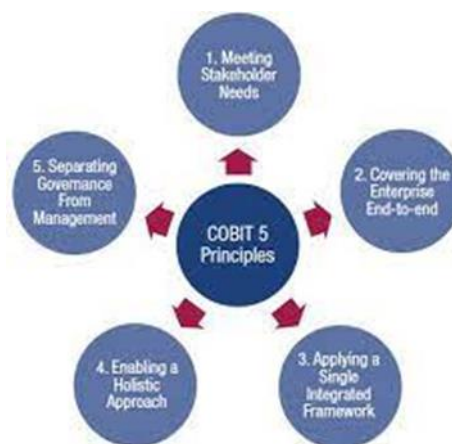 1. Meeting
Stakeholder
Needs
5. Separating
Governance
From
Management
2. Covering the
Enterprise
End-to-end
COBIT 5
Principles
4. Enabling a
Holistic
Approach
3. Applying a
Single
Integrated
Framework